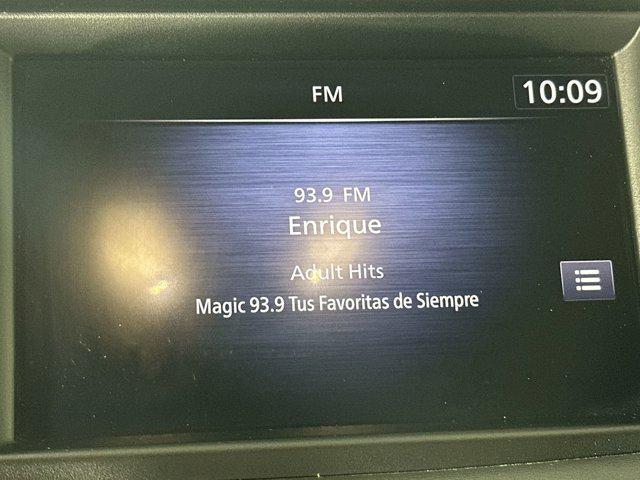 FM
10:09
93.9 FM
Enrique
Adult Hits
Magic 93.9 Tus Favoritas de Siempre